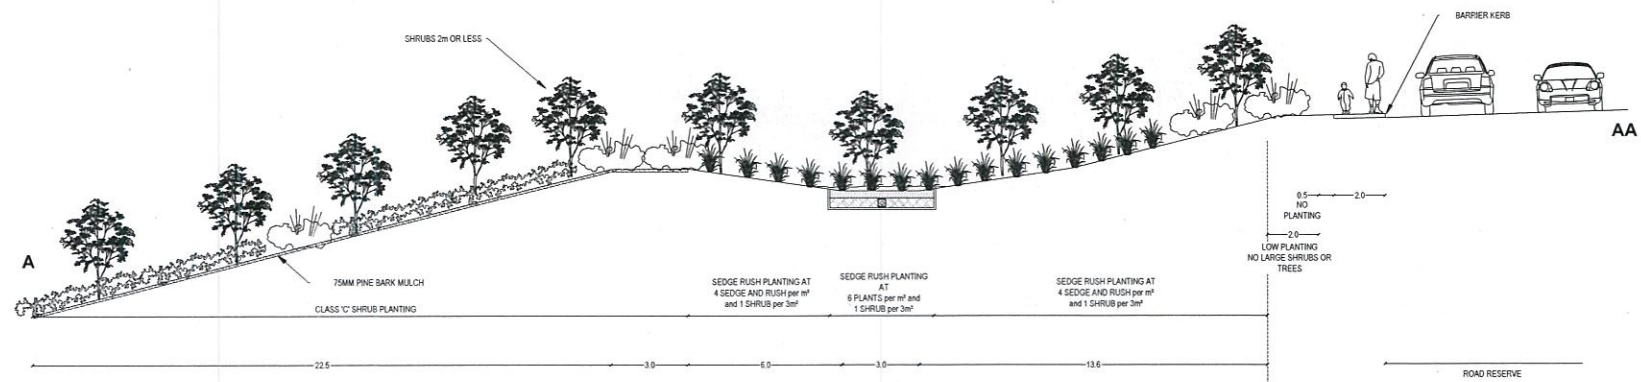 BARRIER KERB
SHRUBS 2m OR LESS
AA
0.5
2.0
NO
PLANTING
2.0
LOW PLANTING
NO LARGE SHRUBS OR
TREES
A
75MM PINE BARK MULCH
SEDGE RUSH PLANTING AT
4 SEDGE AND RUSH per m²
and 1 SHRUB per 3m²
SEDGE RUSH PLANTING
AT
6 PLANTS per m² and
1 SHRUB per 3m²
SEDGE RUSH PLANTING AT
4 SEDGE AND RUSH per m²
and 1 SHRUB per 3m²
CLASS 'C' SHRUB PLANTING
22.5
3.0
6.0
3.0
13.6
ROAD RESERVE